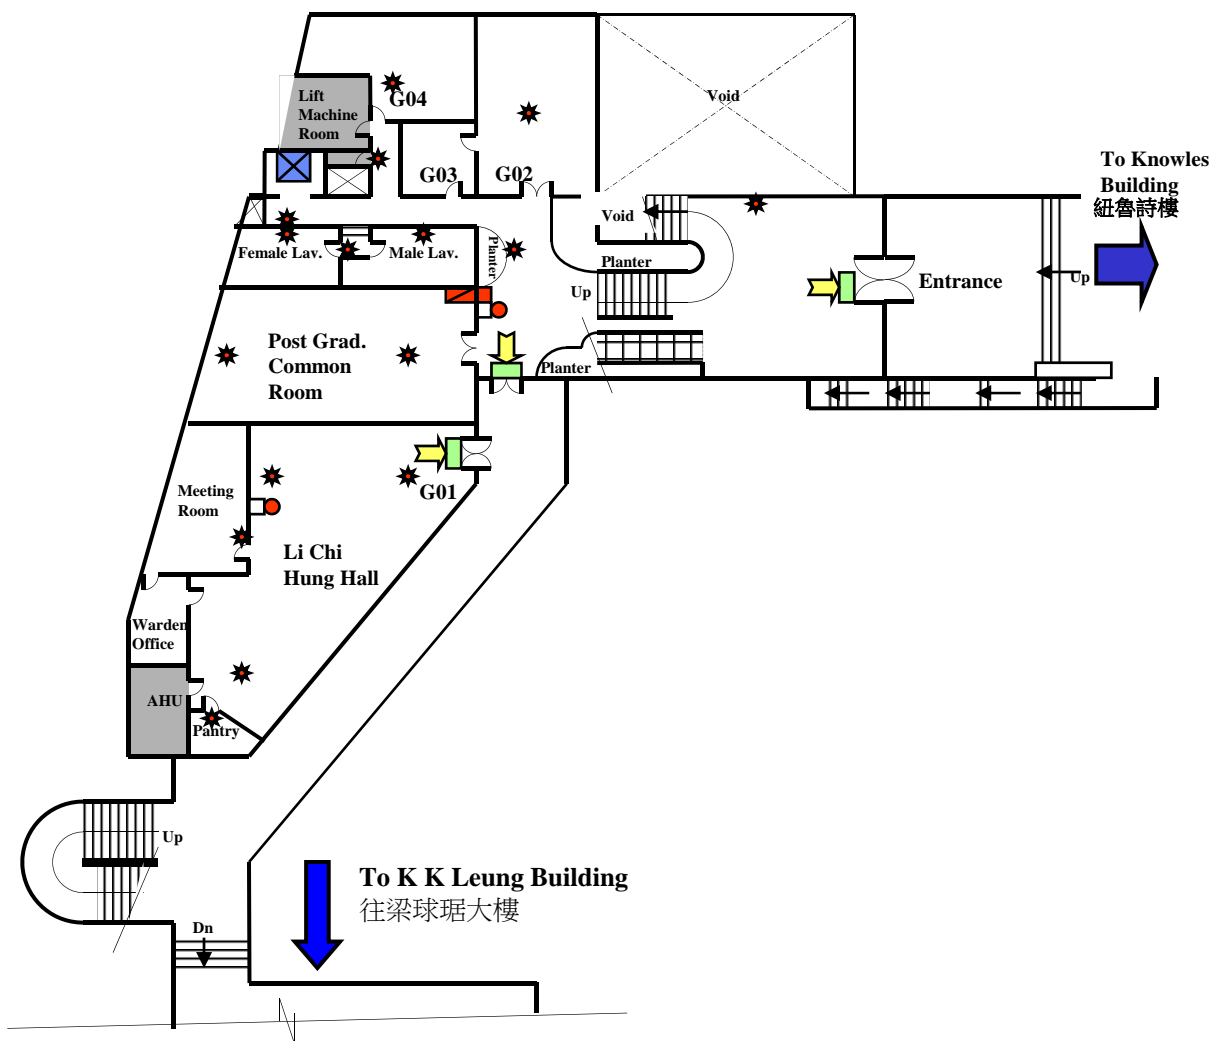 Lift
Machine
Room
G04
Void
To Knowles
Building
紐魯詩樓
G03
G02
Void
Female Lav.
Male Lav.
Planter
Planter
Entrance
Up
Up
Post Grad.
Common
Room
Planter
Meeting
Room
G01
Li Chi
Hung Hall
Warden
Office
AHU
Pantry
Up
To K K Leung Building
往梁球琚大樓
Dn